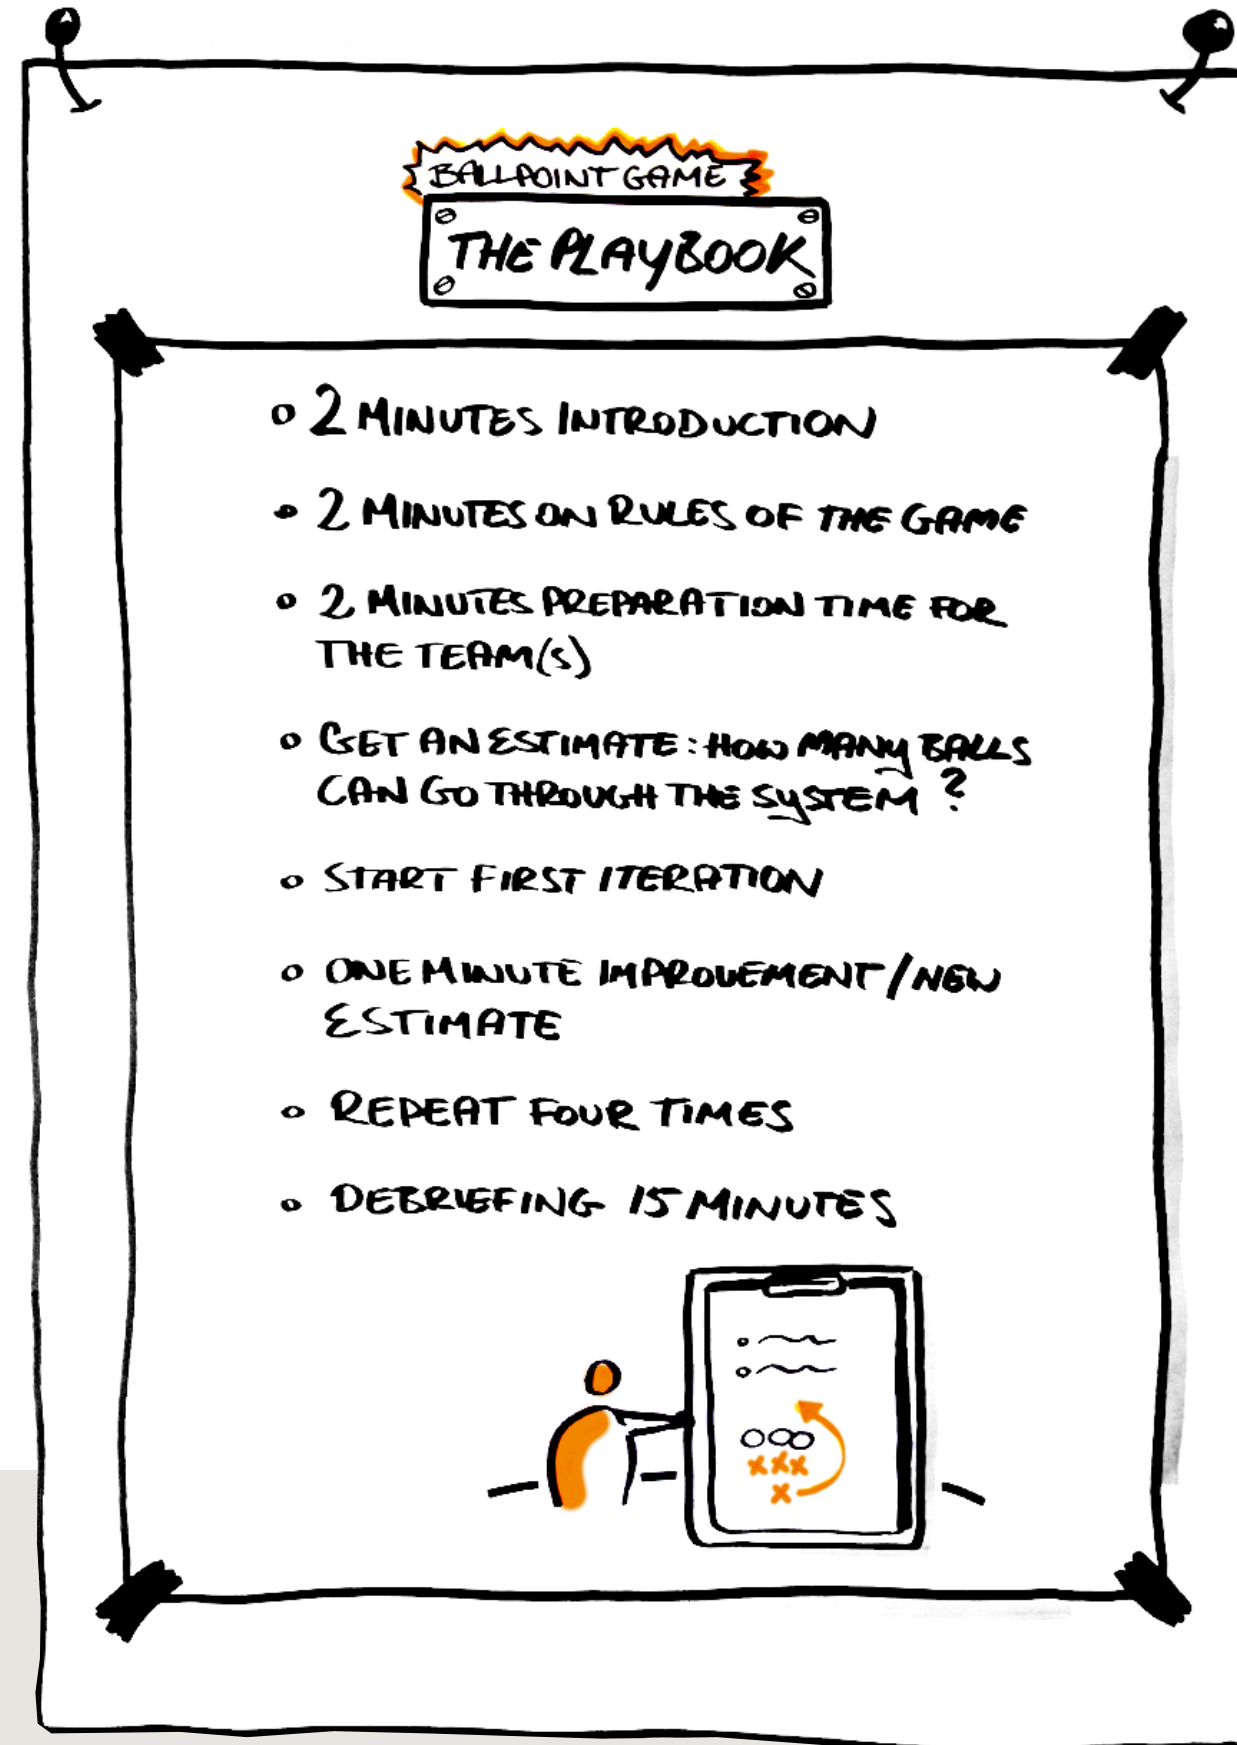 BALLPOINT GAME
THE PLAYBOOK
2 MINUTES INTRODUCTION
2 MINUTES ON RULES OF THE GAME
2 MINUTES PREPARATION TIME FOR
THE TEAM(S)
GET AN ESTIMATE: HOW MANY BALLS
CAN GO THROUGH THE SYSTEM ?
START FIRST ITERATION
ONE MINUTE IMPROVEMENT / NEW
ESTIMATE
REPEAT FOUR TIMES
DEBRIEFING 15 MINUTES